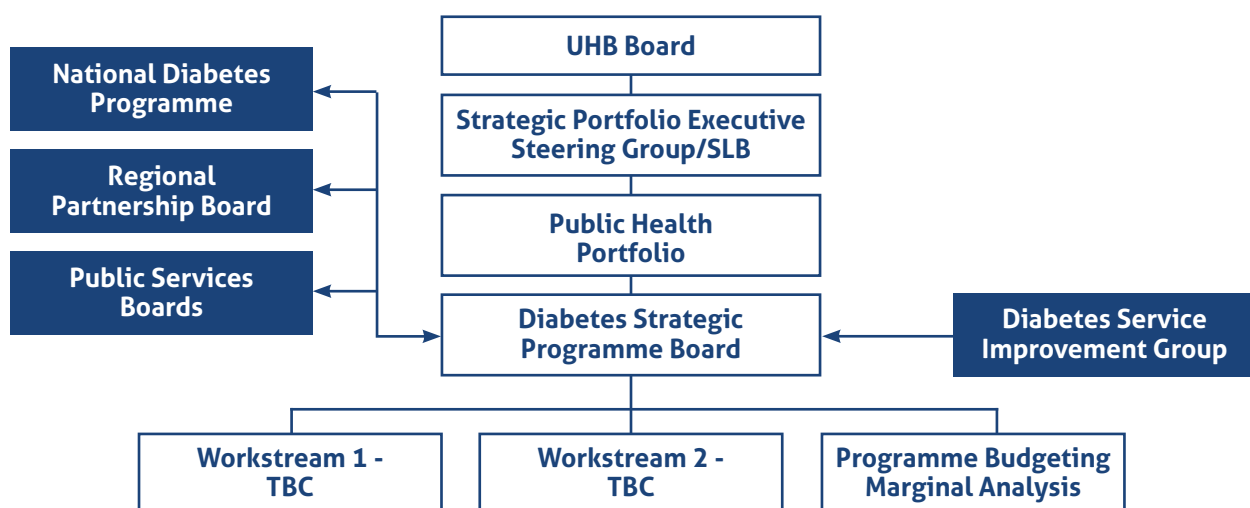 UHB Board
National Diabetes
Programme
Strategic Portfolio Executive
Steering Group/SLB
Regional
Partnership Board
Public Health
Portfolio
Public Services
Boards
Diabetes Strategic
Programme Board
Diabetes Service
Improvement Group
Workstream 1 -
TBC
Workstream 2 -
TBC
Programme Budgeting
Marginal Analysis